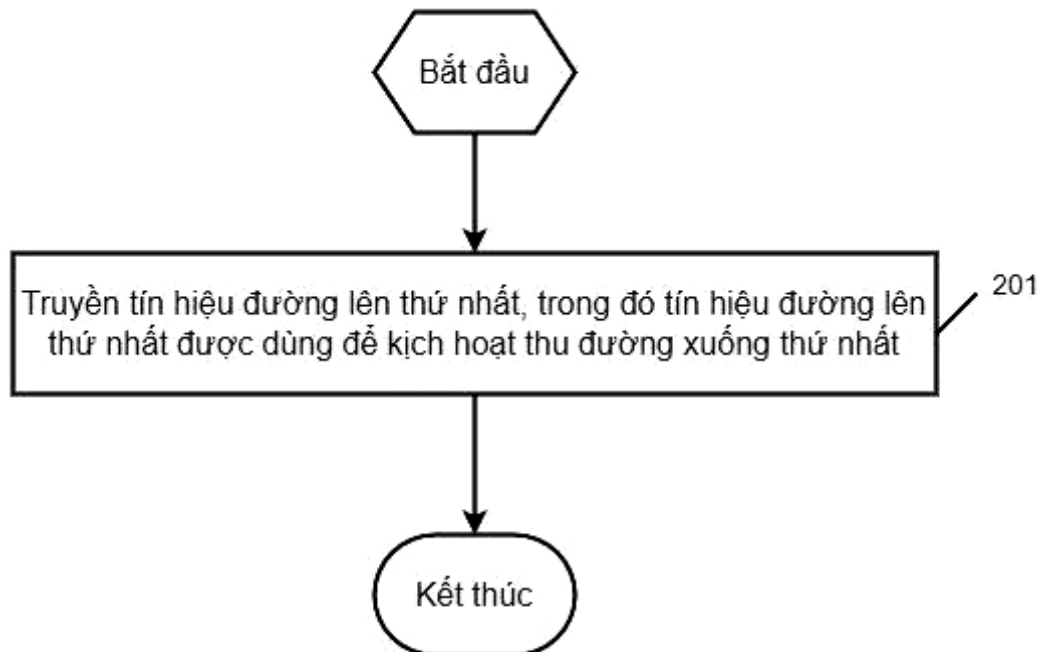 Bắt đầu
Truyền tín hiệu đường lên thứ nhất, trong đó tín hiệu đường lên
thứ nhất được dùng để kịch hoạt thu đường xuống thứ nhất
201
Kết thúc